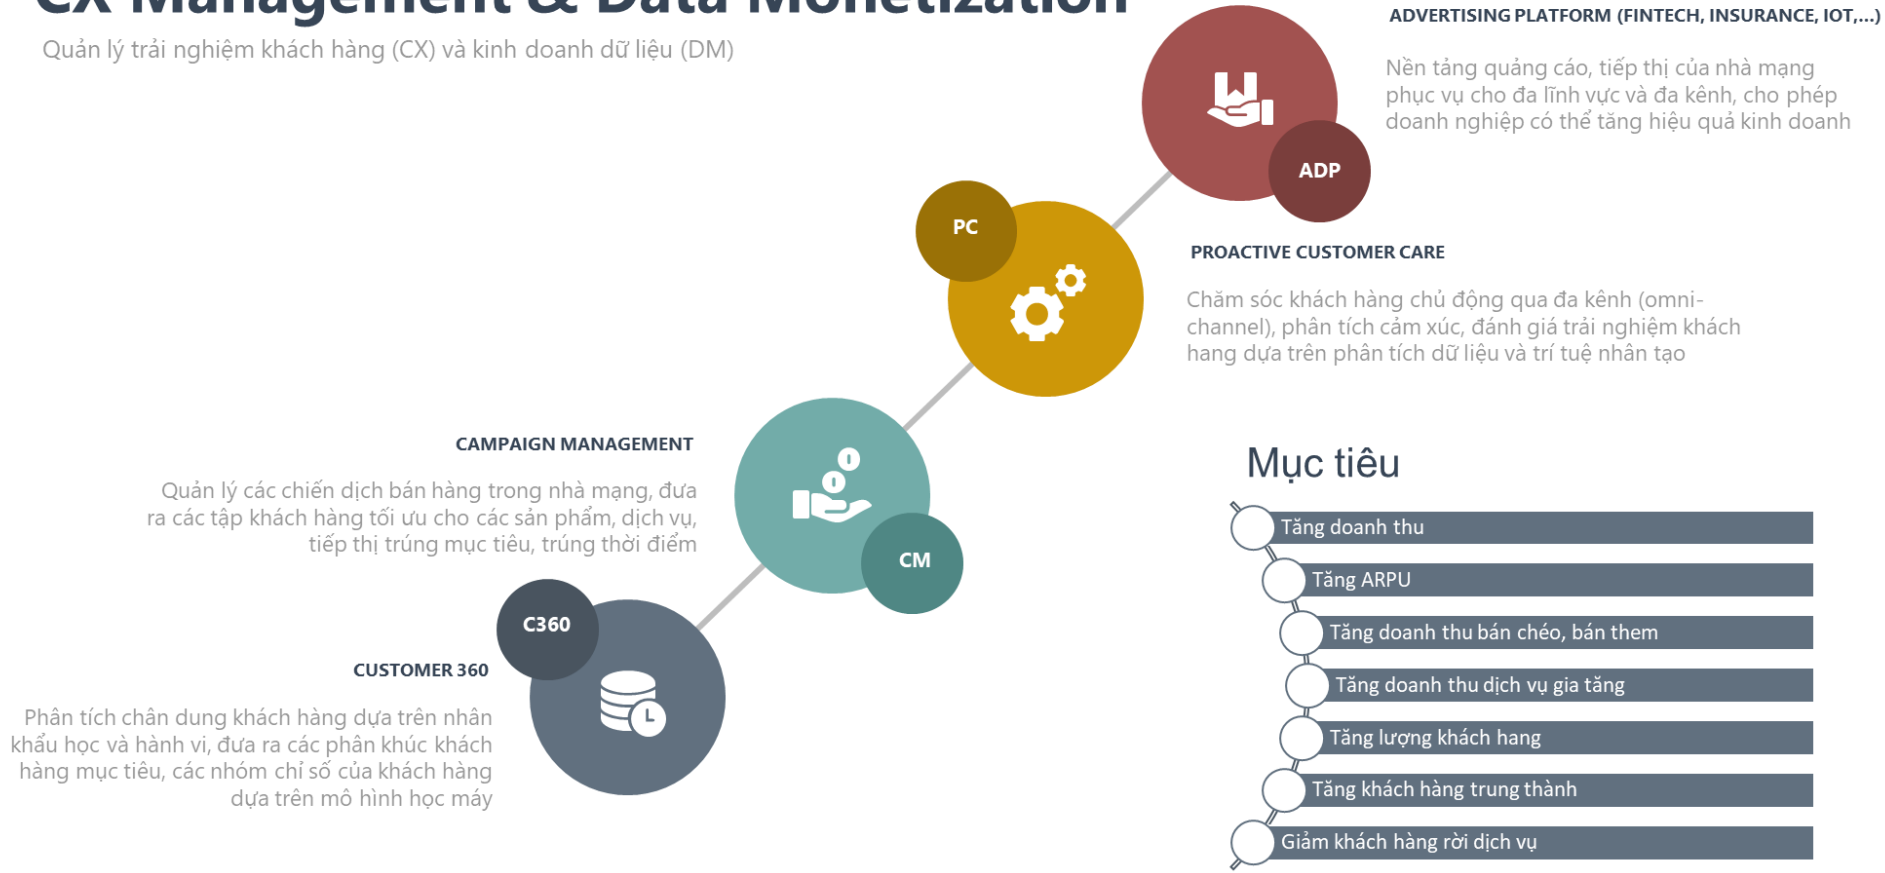 CX Management & Data Monetization
Quản lý trải nghiệm khách hàng (CX) và kinh doanh dữ liệu (DM)
ADVERTISING PLATFORM (FINTECH, INSURANCE, IOT,...)
Nền tảng quảng cáo, tiếp thị của nhà mạng
phục vụ cho đa lĩnh vực và đa kênh, cho phép
doanh nghiệp có thể tăng hiệu quả kinh doanh
ADP
PC
PROACTIVE CUSTOMER CARE
Chăm sóc khách hàng chủ động qua đa kênh (omni-
channel), phân tích cảm xúc, đánh giá trải nghiệm khách
hang dựa trên phân tích dữ liệu và trí tuệ nhân tạo
CAMPAIGN MANAGEMENT
Quản lý các chiến dịch bán hàng trong nhà mạng, đưa
ra các tập khách hàng tối ưu cho các sản phẩm, dịch vụ,
tiếp thị trúng mục tiêu, trúng thời điểm
CM
C360
CUSTOMER 360
Phân tích chân dung khách hàng dựa trên nhân
khẩu học và hành vi, đưa ra các phân khúc khách
hàng mục tiêu, các nhóm chỉ số của khách hàng
dựa trên mô hình học máy
Mục tiêu
Tăng doanh thu
Tăng ARPU
Tăng doanh thu bán chéo, bán them
Tăng doanh thu dịch vụ gia tăng
Tăng lượng khách hang
Tăng khách hàng trung thành
Giảm khách hàng rời dịch vụ